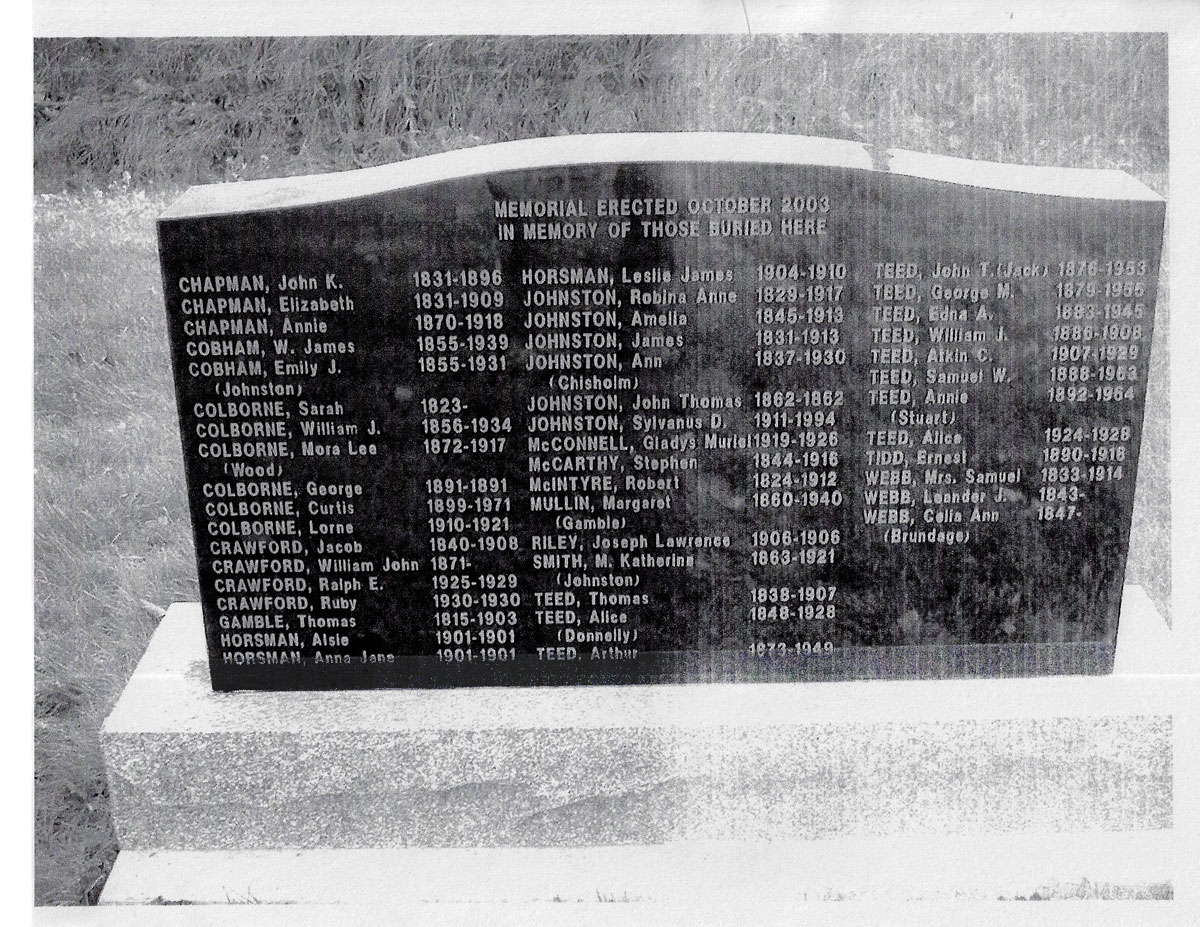 MEMORIAL ERECTED OCTOBER 2003
IN MEMORY OF THOSE BURIED HERE
CHAPMAN, John K. 1831-1896
CHAPMAN, Elizabeth 1831-1909
CHAPMAN, Annie 1870-1918
COBHAM, W. James 1855-1939
COBHAM, Emily J. 1855-1931
(Johnston)
COLBORNE, Sarah 1823-
COLBORNE, William J. 1856-1934
COLBORNE, Mora Lee 1872-1917
(Wood)
COLBORNE, George 1891-1891
COLBORNE, Curtis 1899-1971
COLBORNE, Lorne 1910-1921
CRAWFORD, Jacob 1840-1908
CRAWFORD, William John 1871-
CRAWFORD, Ralph E. 1925-1929
CRAWFORD, Ruby 1930-1930
GAMBLE, Thomas 1815-1903
HORSMAN, Alsie 1901-1901
HORSMAN, Anna Jane 1901-1901
HORSMAN, Leslie James 1904-1910
JOHNSTON, Robina Anne 1829-1917
JOHNSTON, Amelia 1845-1913
JOHNSTON, James 1831-1913
JOHNSTON, Ann 1837-1930
(Chisholm)
JOHNSTON, John Thomas 1862-1862
JOHNSTON, Sylvanus D. 1911-1994
McCONNELL, Gladys Muriel 1919-1926
McCARTHY, Stephen 1844-1916
McINTYRE, Robert 1824-1912
MULLIN, Margaret 1860-1940
(Gamble)
RILEY, Joseph Lawrence 1906-1906
SMITH, M. Katherine 1863-1921
(Johnston)
TEED, Thomas 1838-1907
TEED, Alice 1848-1928
(Donnelly)
TEED, Arthur 1873-1949
TEED, John T.(Jack) 1876-1953
TEED, George M.
TEED, Edna A. 1883-1945
TEED, William J. 1886-1908
TEED, Atkin C. 1907-1929
TEED, Samuel W. 1888-1963
TEED, Annie 1892-1964
(Stuart)
TEED, Alice 1924-1928
TIDD, Ernest 1890-1918
WEBB, Mrs. Samuel 1833-1914
WEBB, Leander J. 1843-
WEBB, Celia Ann 1847-
(Brundage)